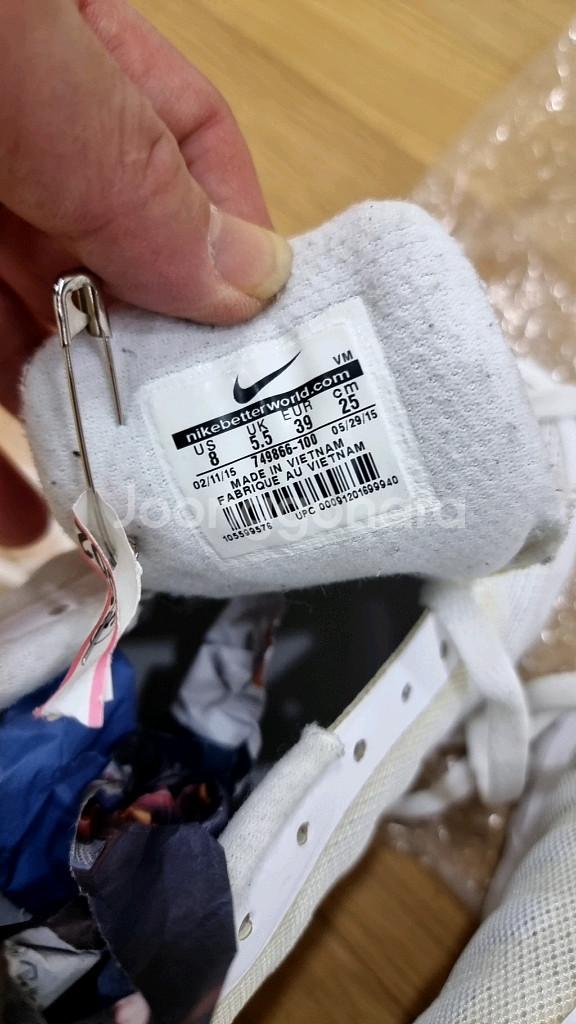 VM
nikebetterworld.com
US UK EUR cm
8 5.5 39 25
02/11/15 749866-100 05/29/15
MADE IN VIETNAM
FABRIQUE AU VIETNAM
105599576 UPC 00091201699940
Joonggonara